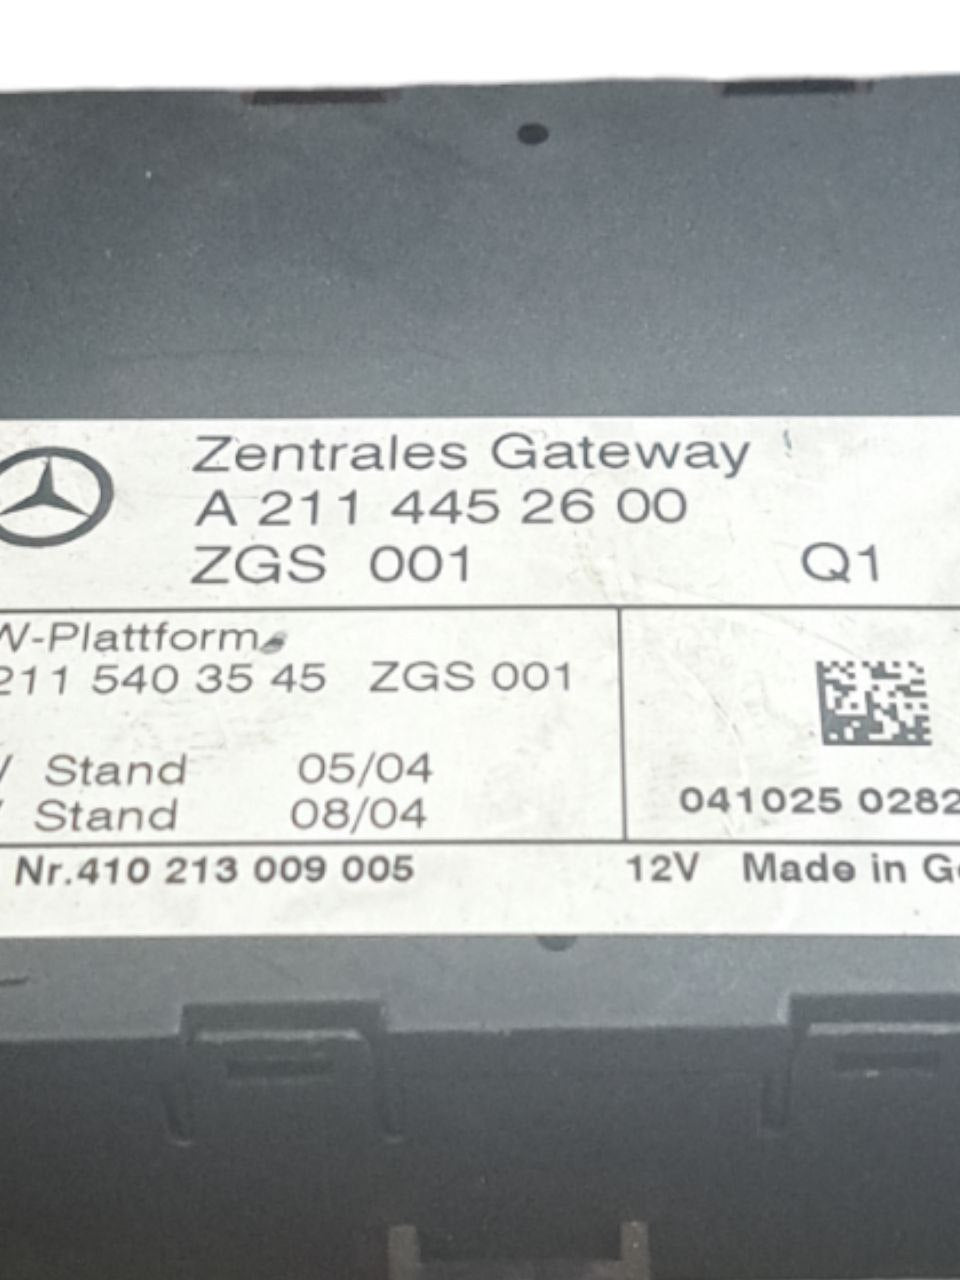 Zentrales Gateway
A 211 445 26 00
ZGS 001 Q1
W-Plattform
211 540 35 45 ZGS 001
Stand 05/04
Stand 08/04
041025 0282
Nr.410 213 009 005 12V Made in